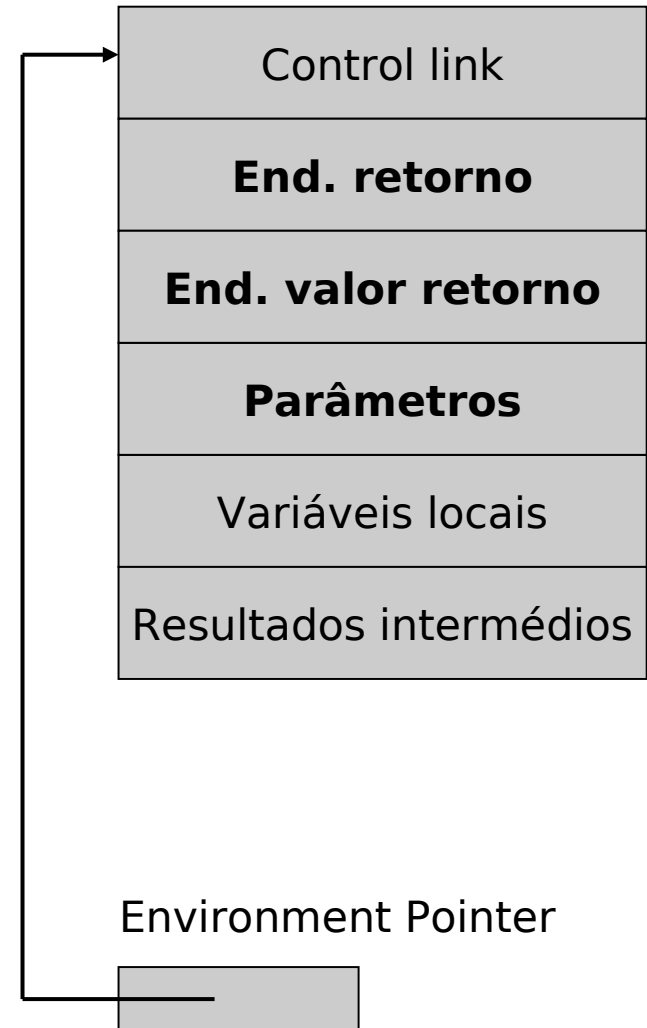 Control link
End. retorno
End. valor retorno
Parâmetros
Variáveis locais
Resultados intermédios
Environment Pointer